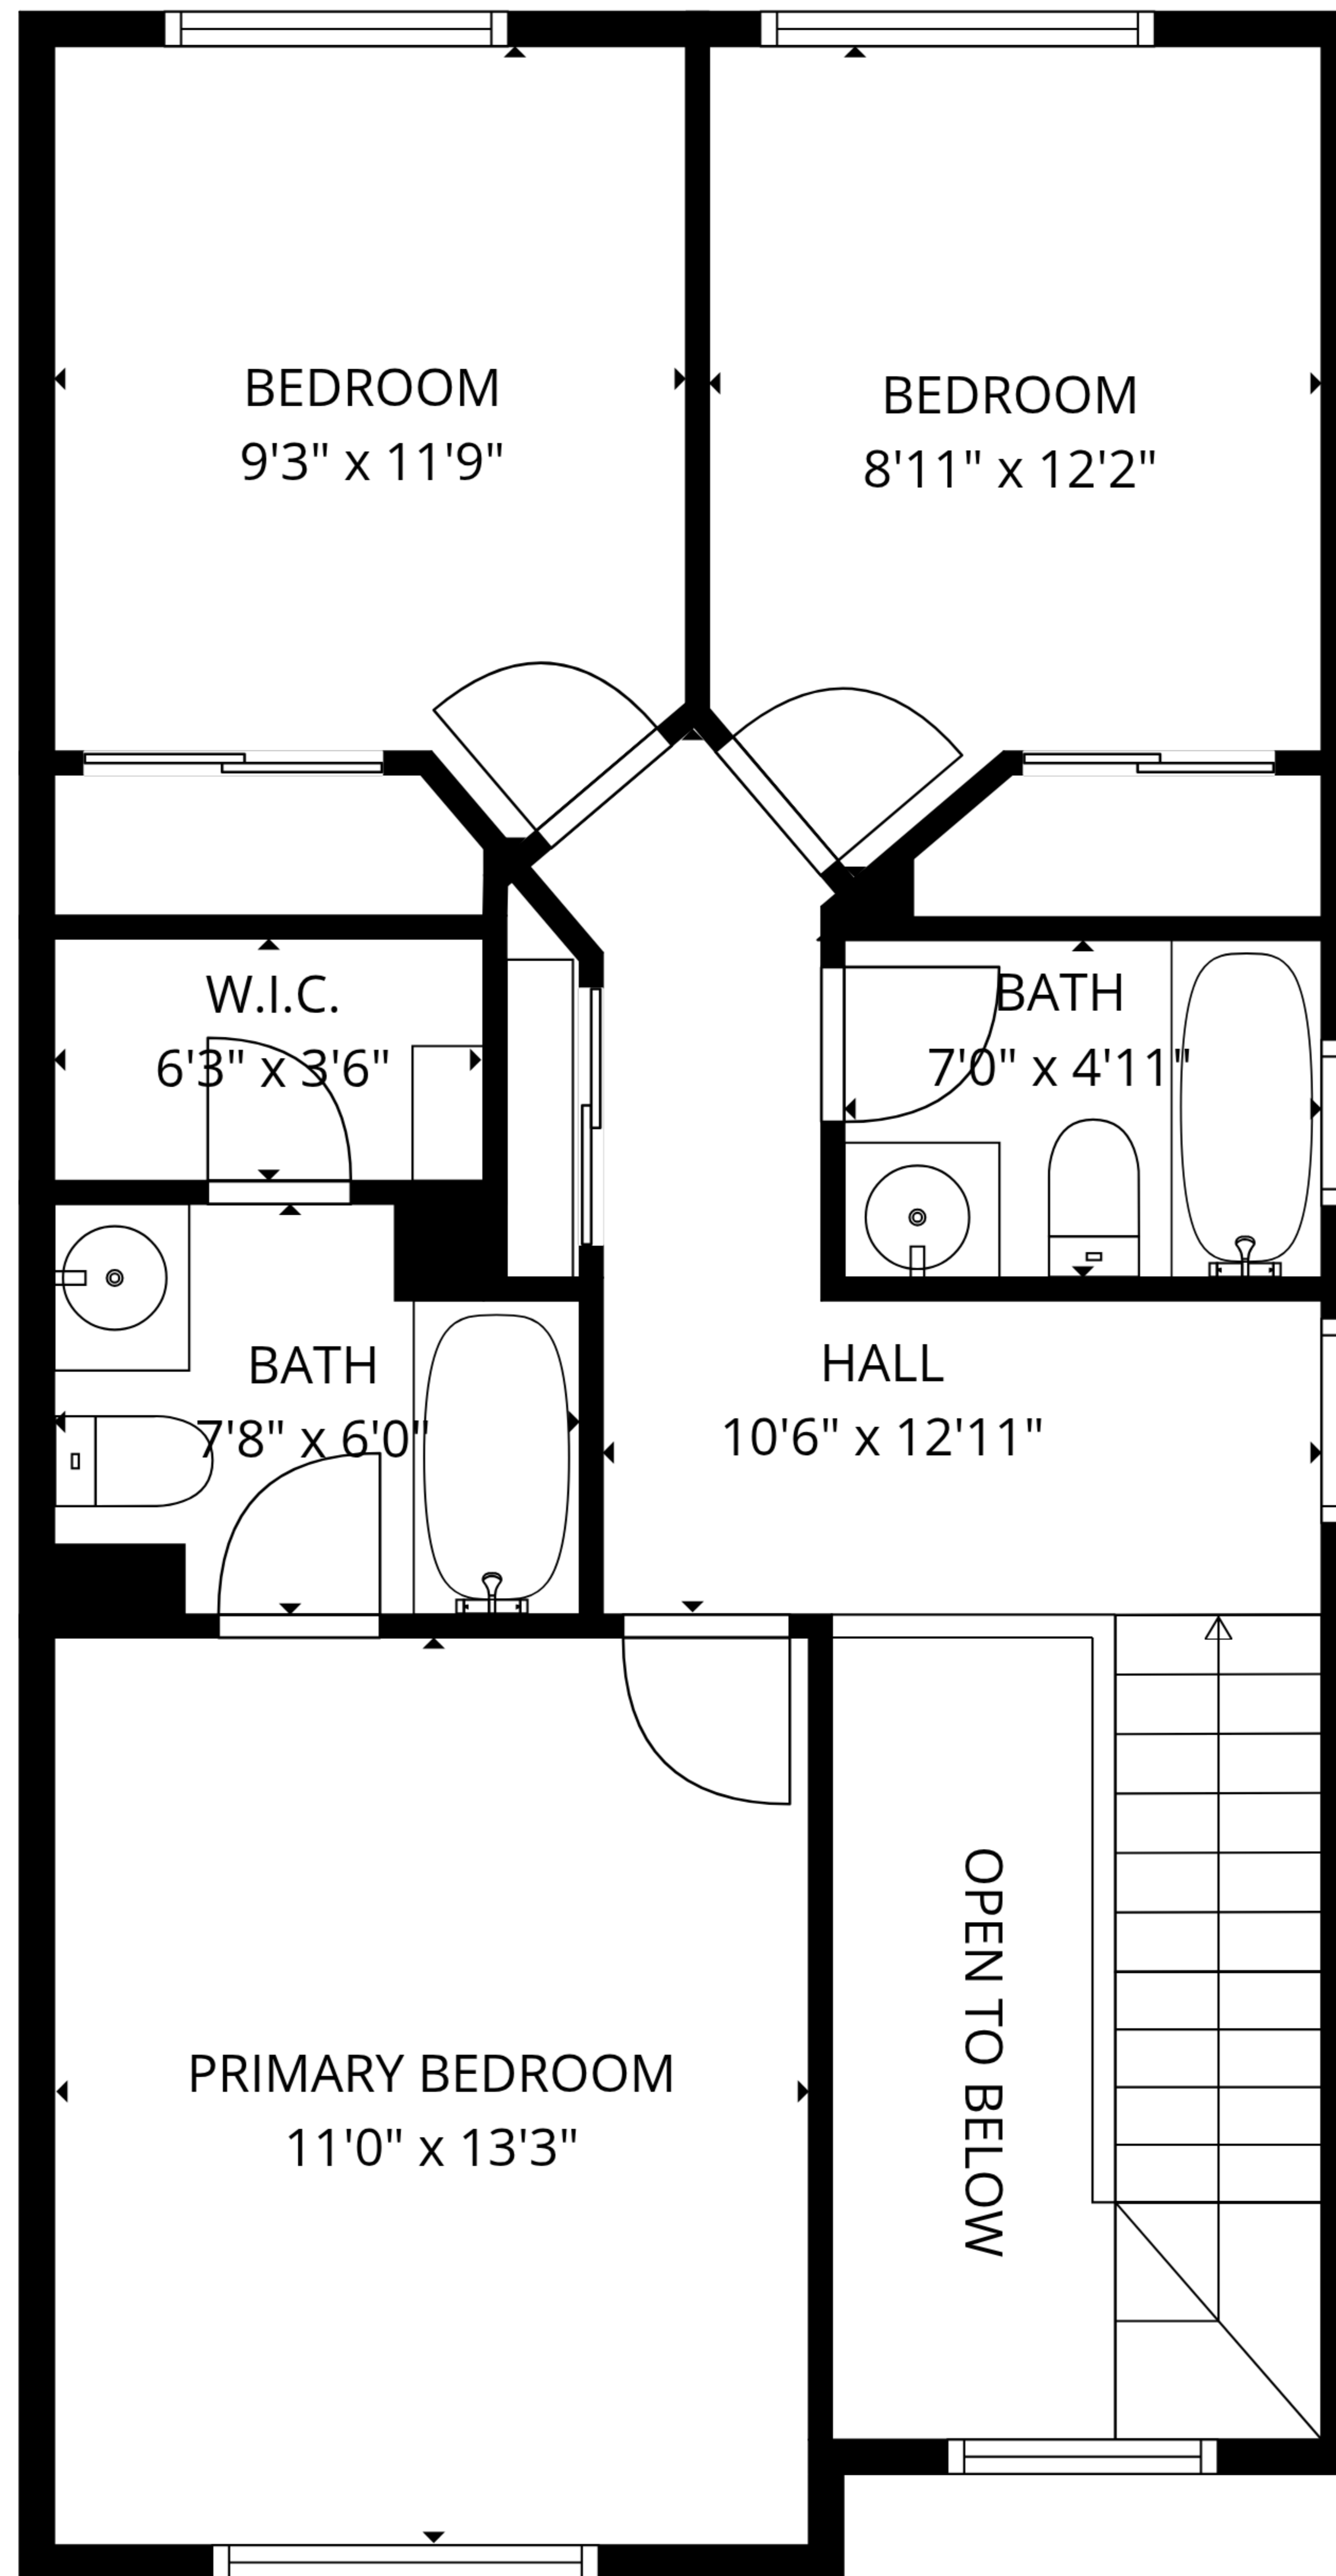 BEDROOM
9'3" x 11'9"
BEDROOM
8'11" x 12'2"
W.I.C.
6'3" x 3'6"
BATH
7'0" x 4'11"
BATH
7'8" x 6'0"
HALL
10'6" x 12'11"
PRIMARY BEDROOM
11'0" x 13'3"
OPEN TO BELOW